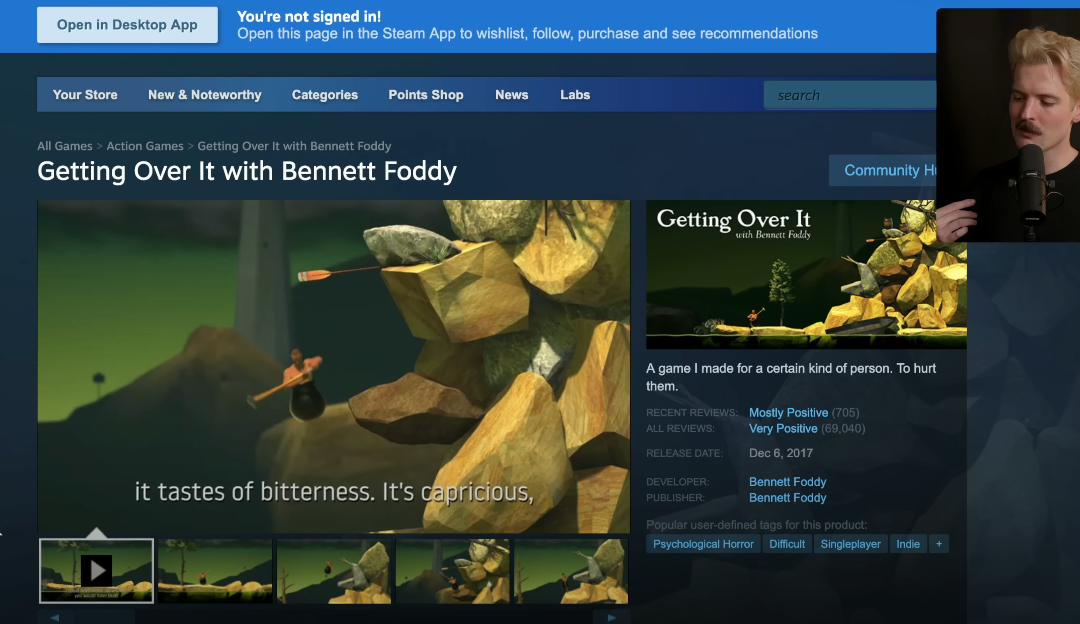 Open in Desktop App
You're not signed in!
Open this page in the Steam App to wishlist, follow, purchase and see recommendations
Your Store New & Noteworthy Categories Points Shop News Labs search
All Games > Action Games > Getting Over It with Bennett Foddy
Getting Over It with Bennett Foddy
Community Hu
it tastes of bitterness. It's capricious,
Getting Over It
with Bennett Foddy
A game I made for a certain kind of person. To hurt
them.
RECENT REVIEWS: Mostly Positive (705)
ALL REVIEWS: Very Positive (69,040)
RELEASE DATE: Dec 6, 2017
DEVELOPER: Bennett Foddy
PUBLISHER: Bennett Foddy
Popular user-defined tags for this product:
Psychological Horror Difficult Singleplayer Indie +